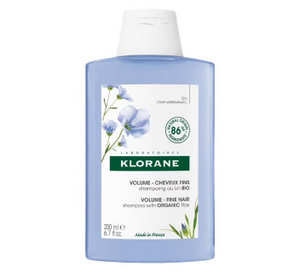 86%
LABORATOIRES
KLORANE
VOLUME - CHEVEUX FINS
shampooing au Lin BIO
VOLUME - FINE HAIR
shampoo with ORGANIC Flax
200 ml ℮
6.7 fl.oz
Made in France